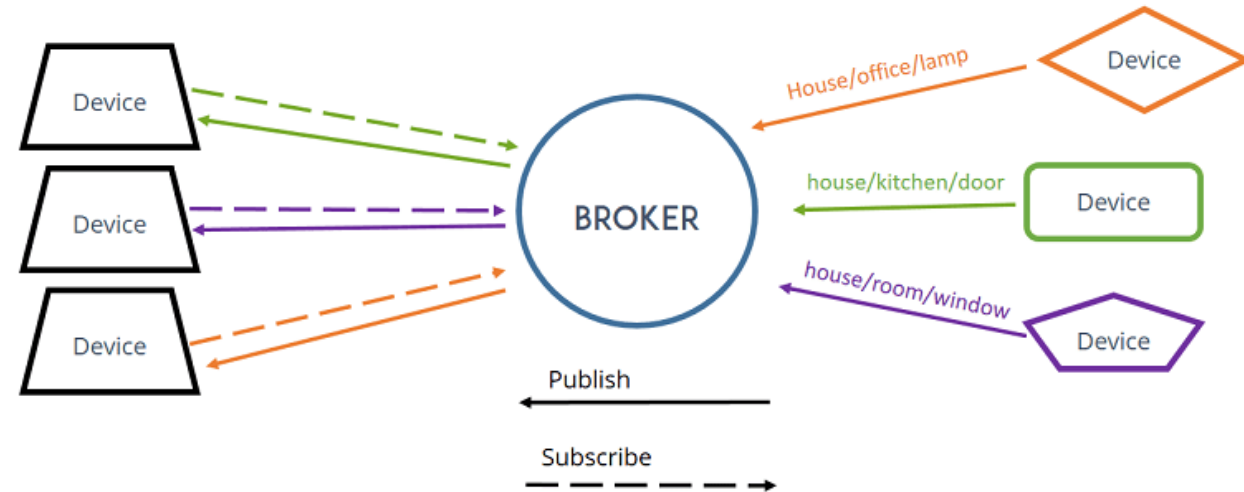 Device
Device
Device
BROKER
House/office/lamp
Device
house/kitchen/door
Device
house/room/window
Device
Publish
Subscribe